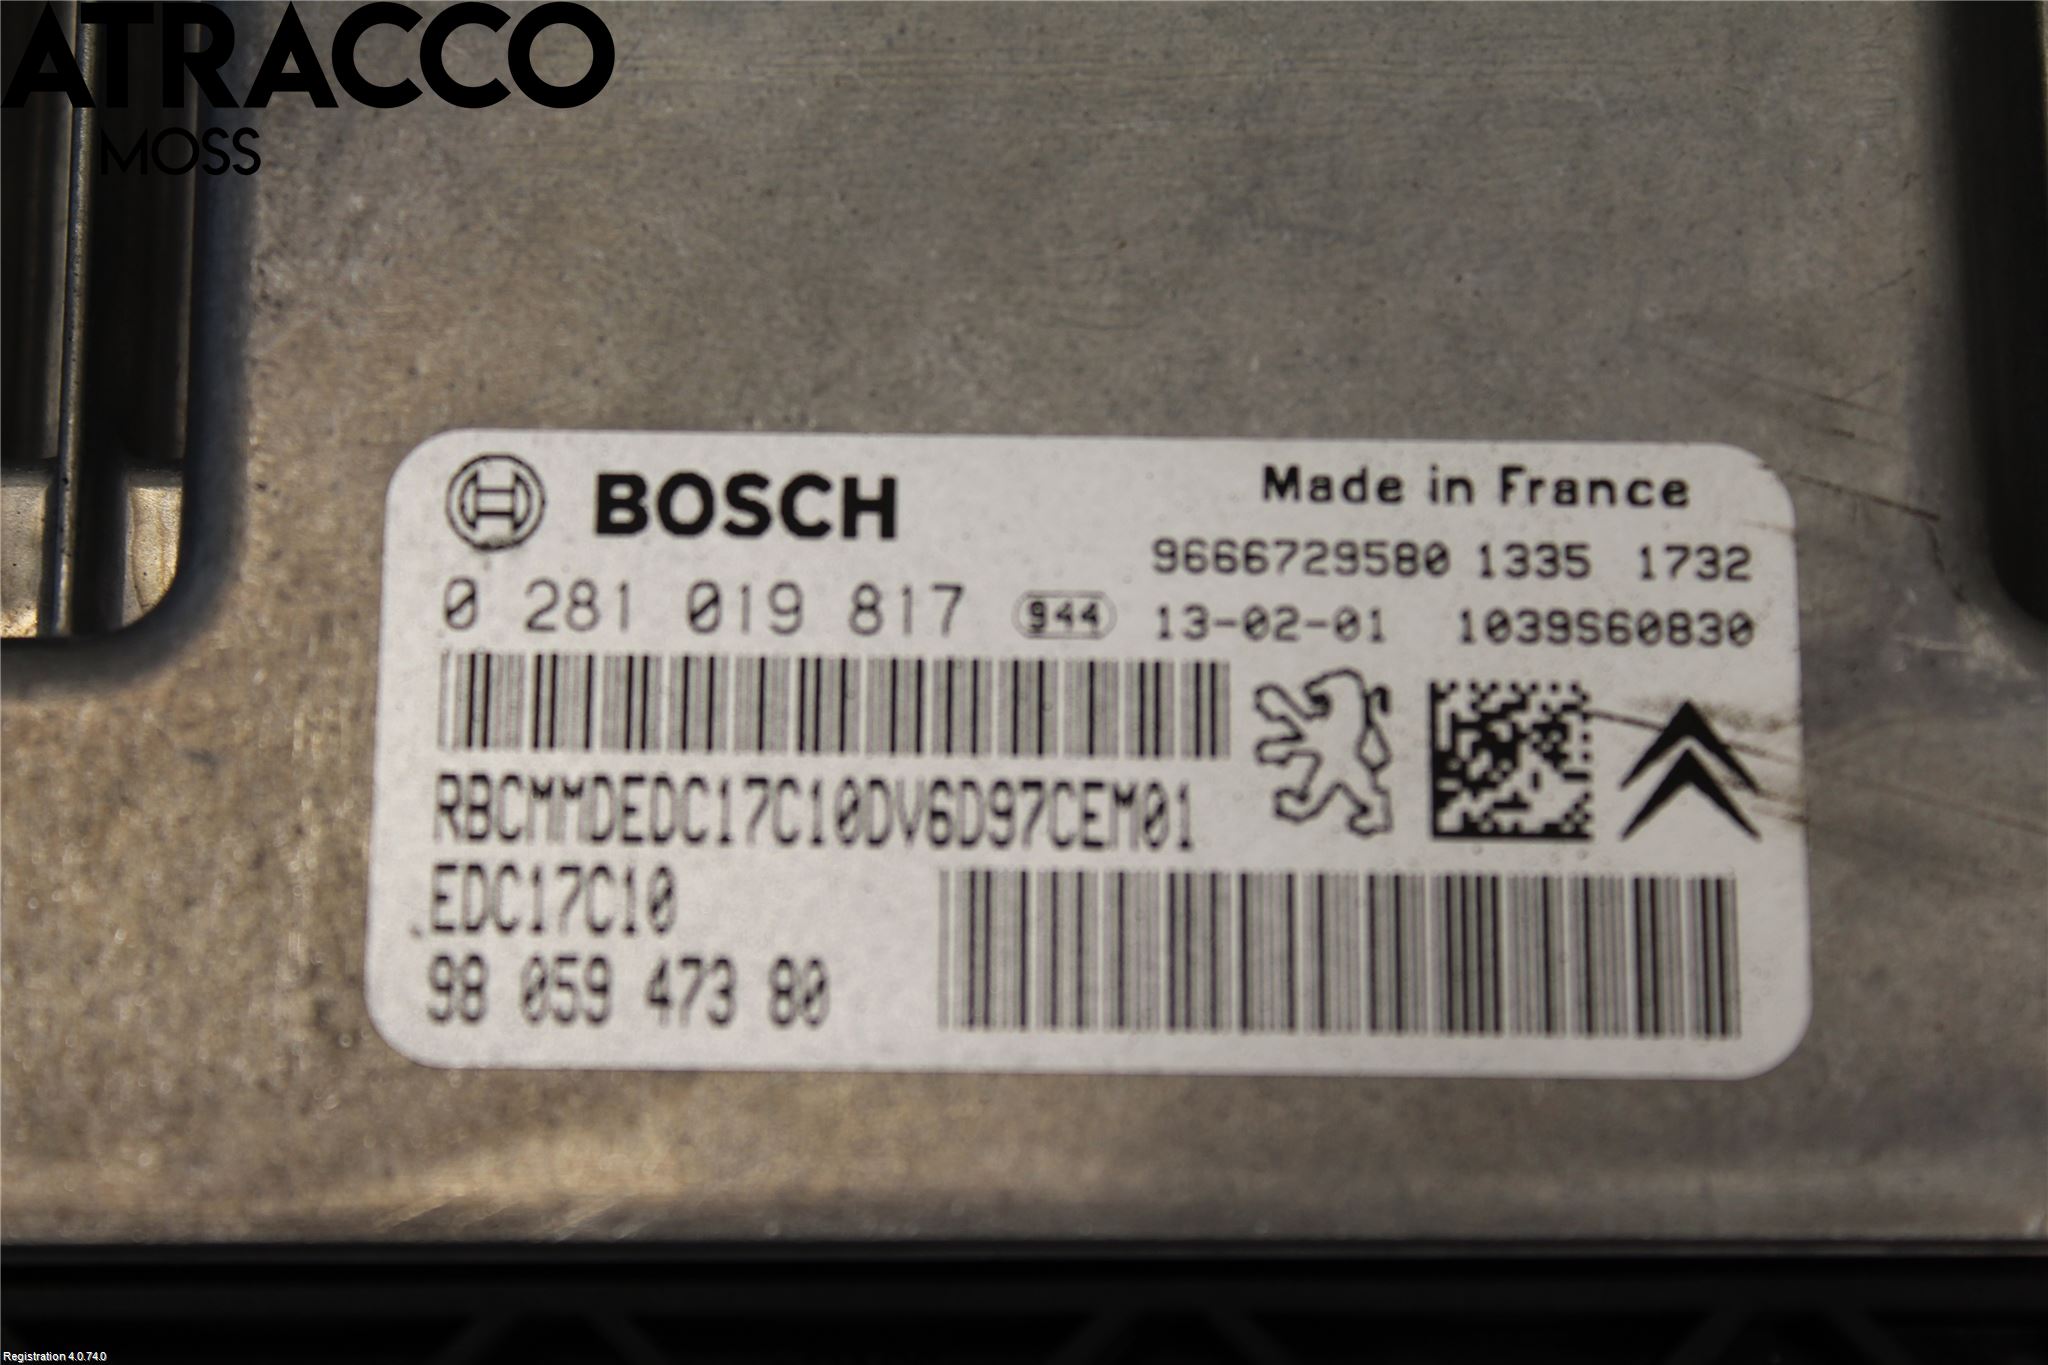 ATRACCO
MOSS
BOSCH
Made in France
9666729580 1335 1732
0 281 019 817 944 13-02-01 1039S60830
RBCMMDEDC17C10DV6D97CEM01
EDC17C10
98 059 473 80
Registration 4.0.74.0